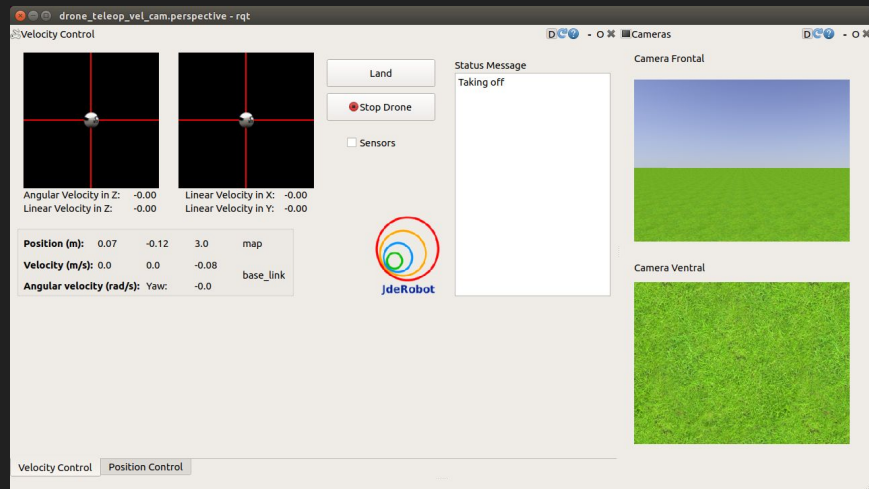 drone_teleop_vel_cam.perspective - rqt
Velocity Control
D - O
Cameras
D - O
Land
Stop Drone
Sensors
Angular Velocity in Z: -0.00
Linear Velocity in Z: -0.00
Linear Velocity in X: -0.00
Linear Velocity in Y: -0.00
Position (m): 0.07 -0.12 3.0 map
Velocity (m/s): 0.0 0.0 -0.08
base_link
Angular velocity (rad/s): Yaw: -0.0
JdeRobot
Status Message
Taking off
Camera Frontal
Camera Ventral
Velocity Control
Position Control